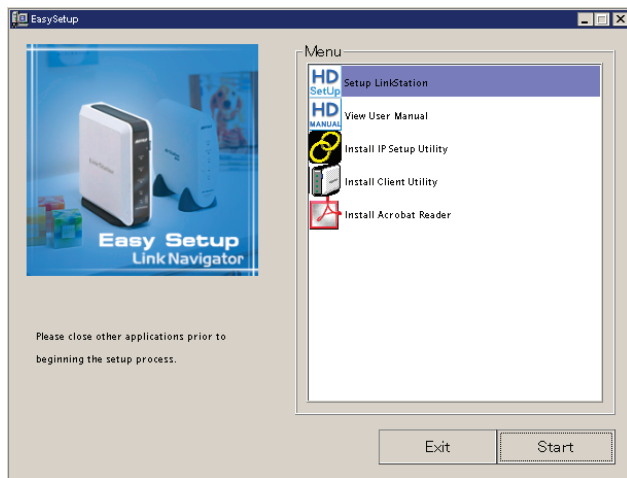 EasySetup
Easy Setup
Link Navigator
Please close other applications prior to
beginning the setup process.
Menu
HD
SetUp
Setup LinkStation
HD
MANUAL
View User Manual
Install IP Setup Utility
Install Client Utility
Install Acrobat Reader
Exit
Start